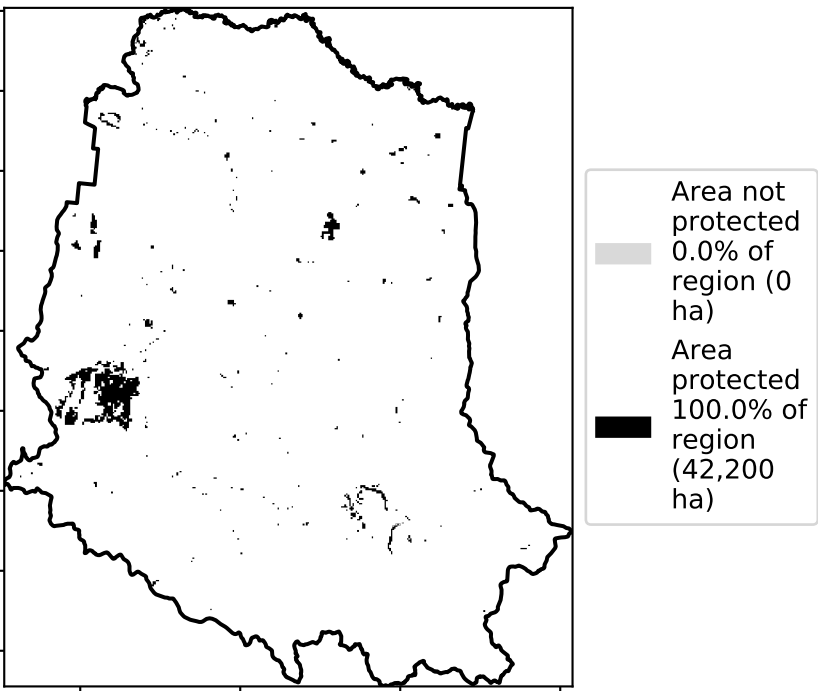 Area not
protected
0.0% of
region (0
ha)
Area
protected
100.0% of
region
(42,200
ha)